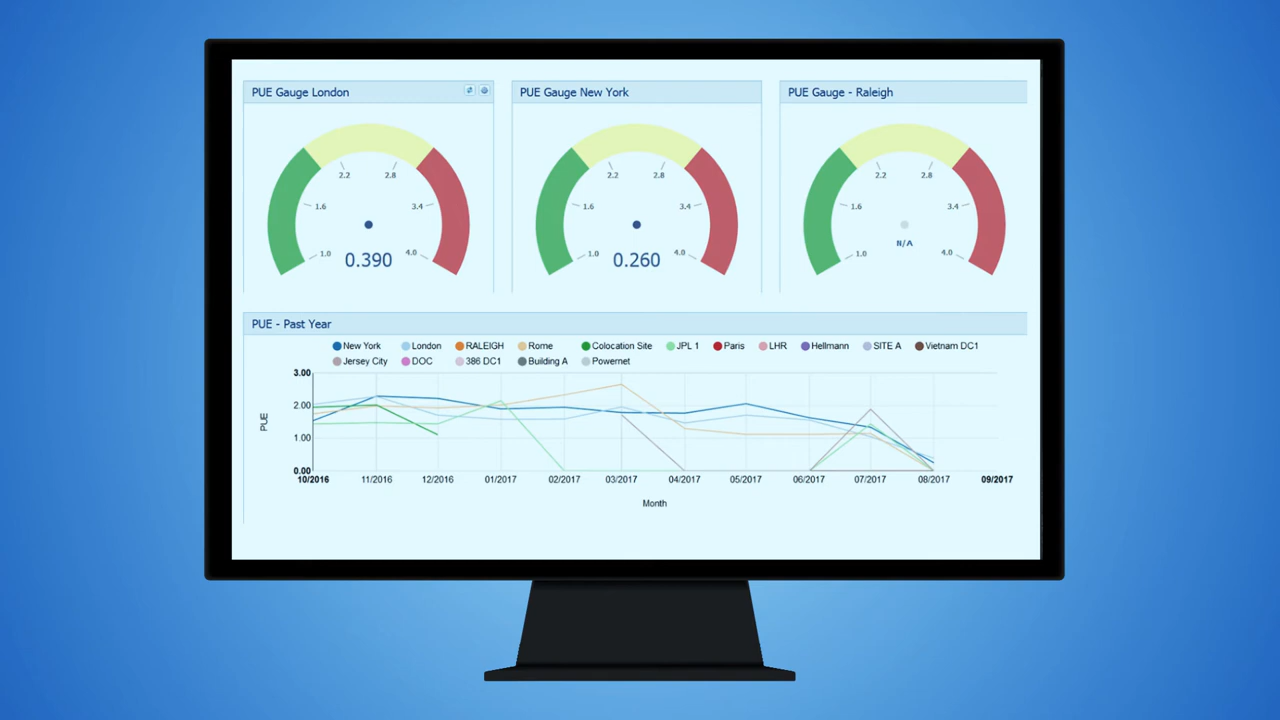 PUE Gauge London
PUE Gauge New York
PUE Gauge - Raleigh
2.2 2.8
1.6 3.4
1.0 0.390 4.0
2.2 2.8
1.6 3.4
1.0 0.260 4.0
2.2 2.8
1.6 3.4
N/A
1.0 4.0
PUE - Past Year
New York London RALEIGH Rome Colocation Site JPL 1 Paris LHR Hellmann SITE A Vietnam DC1
Jersey City DOC 386 DC1 Building A Powernet
3.00
2.00
1.00
0.00
PUE
10/2016 11/2016 12/2016 01/2017 02/2017 03/2017 04/2017 05/2017 06/2017 07/2017 08/2017 09/2017
Month